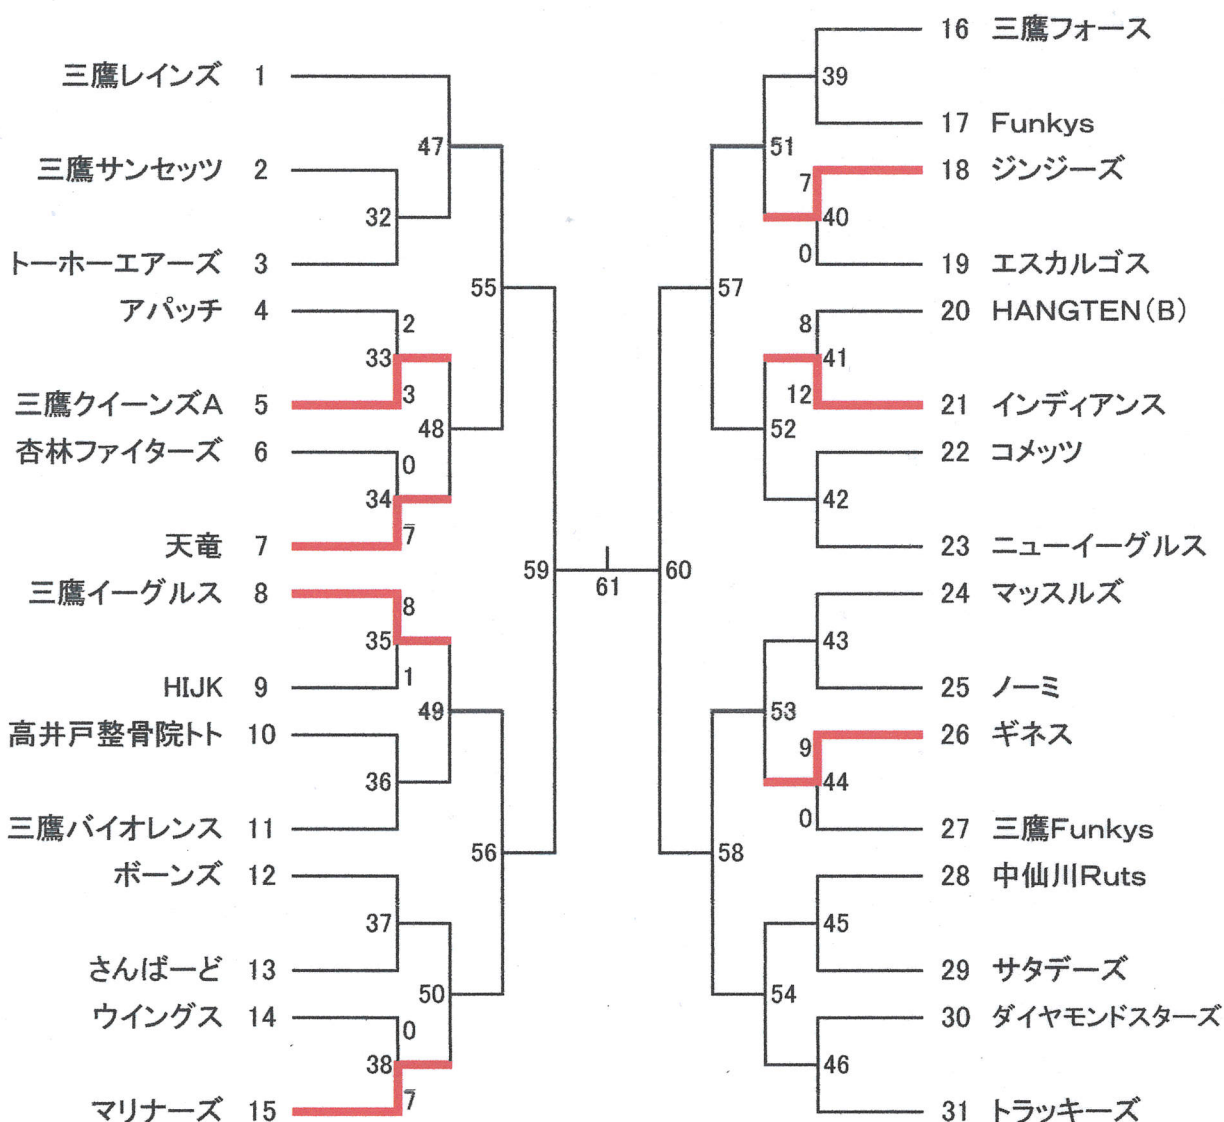 三鷹レインズ 1
三鷹サンセッツ 2
トーホーエアーズ 3
アパッチ 4
三鷹クイーンズA 5
杏林ファイターズ 6
天竜 7
三鷹イーグルス 8
HIJK 9
高井戸整骨院トト 10
三鷹バイオレンス 11
ボーンズ 12
さんぱーど 13
ウイングス 14
マリナーズ 15
47
32
55
2
33
3
48
0
34
7
59
8
35
1
49
36
56
37
50
0
38
7
61
60
39
51
7
40
0
57
8
41
12
52
42
43
53
9
44
0
58
45
54
46
16 三鷹フォース
17 Funkys
18 ジンジーズ
19 エスカルゴス
20 HANGTEN(B)
21 インディアンス
22 コメッツ
23 ニューイーグルス
24 マッスルズ
25 ノーミ
26 ギネス
27 三鷹Funkys
28 中仙川Ruts
29 サタデーズ
30 ダイヤモンドスターズ
31 トラッキーズ